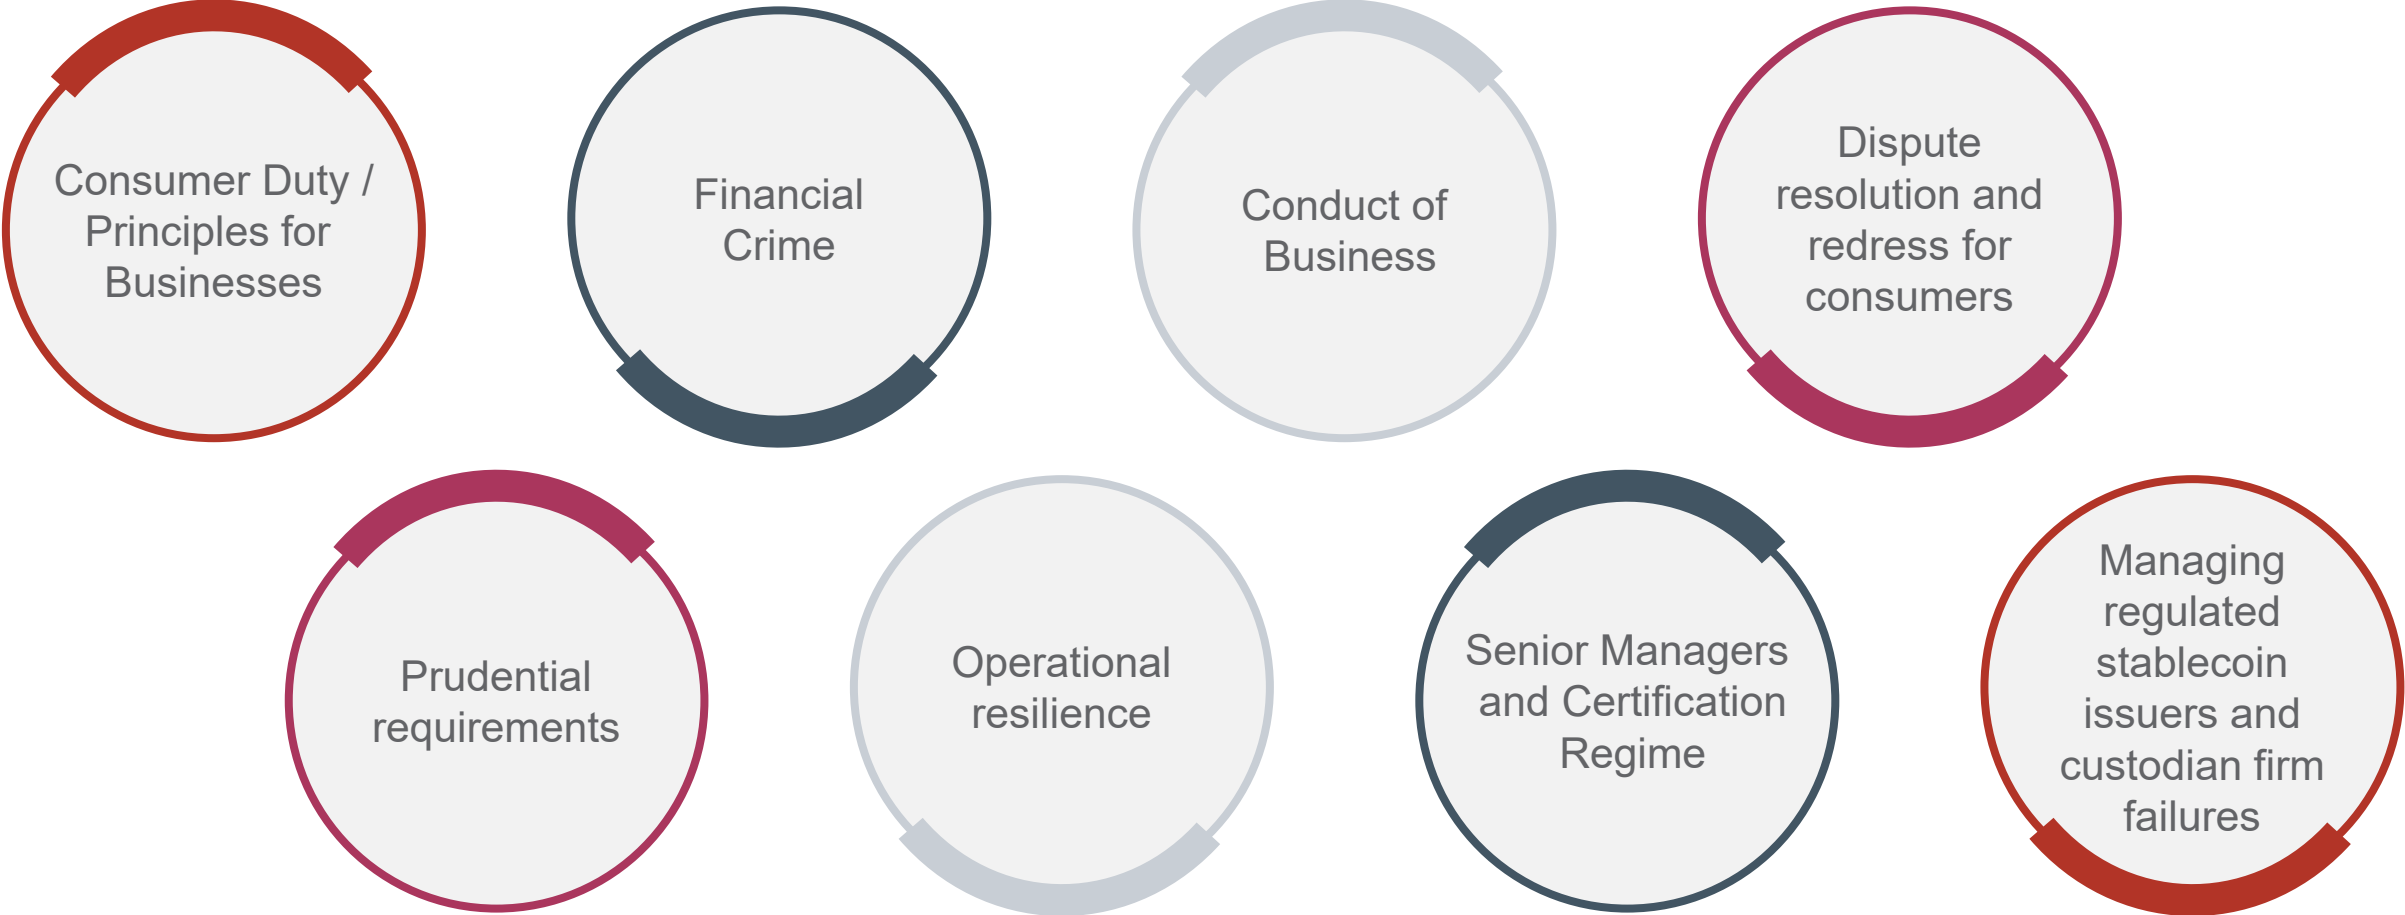 Consumer Duty /
Principles for
Businesses
Financial
Crime
Conduct of
Business
Dispute
resolution and
redress for
consumers
Prudential
requirements
Operational
resilience
Senior Managers
and Certification
Regime
Managing
regulated
stablecoin
issuers and
custodian firm
failures